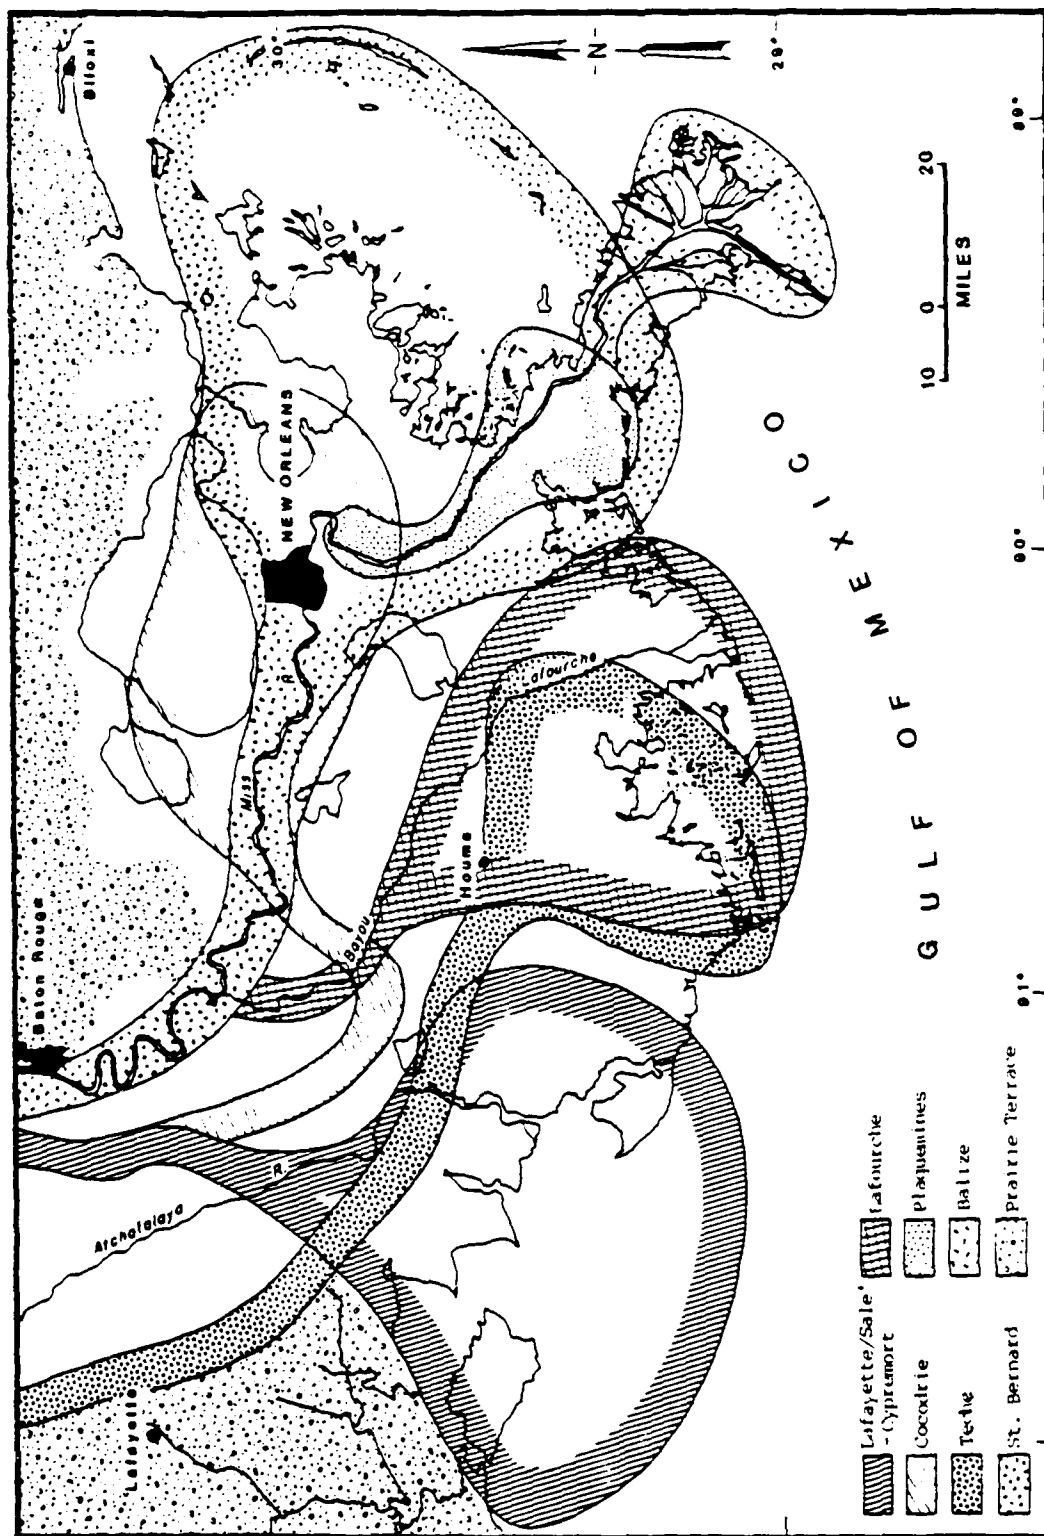 Biloxi
30°
-N-
29°
Baton Rouge
NEW ORLEANS
Miss
R
Lafayette
Atchafalaya
R.
Bayou
Lafourche
Houma
10 0 20
MILES
GULF OF MEXICO
91°
90°
89°
Lafayette/Sale'
- Cypremort
Cocodrie
Teche
St. Bernard
Lafourche
Plaquemines
Balize
Prairie Terrace